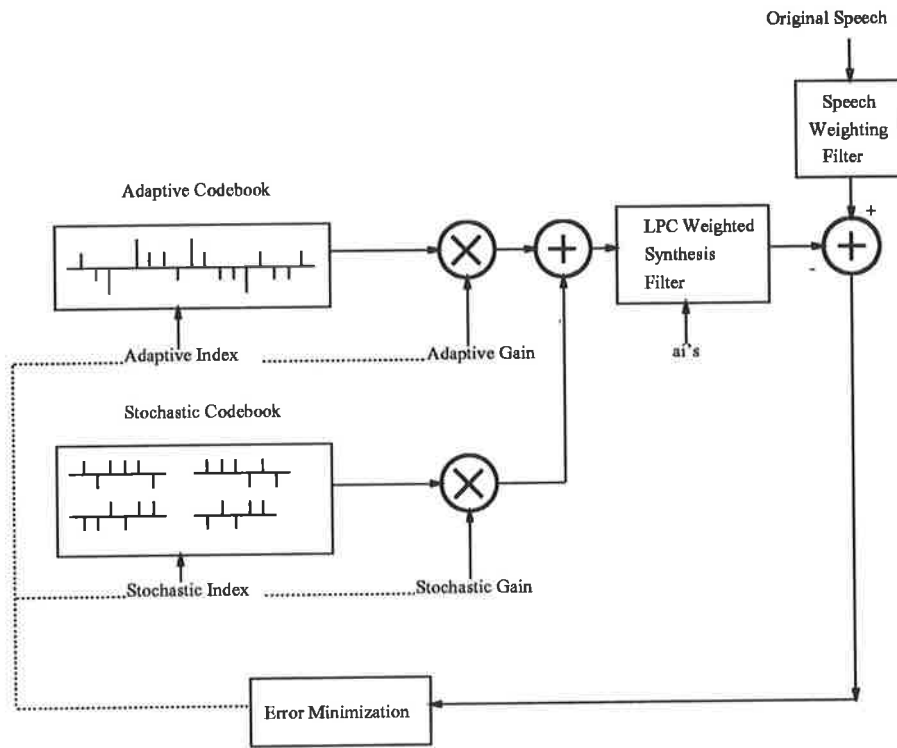 Original Speech
Speech
Weighting
Filter
Adaptive Codebook
+
LPC Weighted
Synthesis
Filter
-
Adaptive Index
Adaptive Gain
ai's
Stochastic Codebook
Stochastic Index
Stochastic Gain
Error Minimization